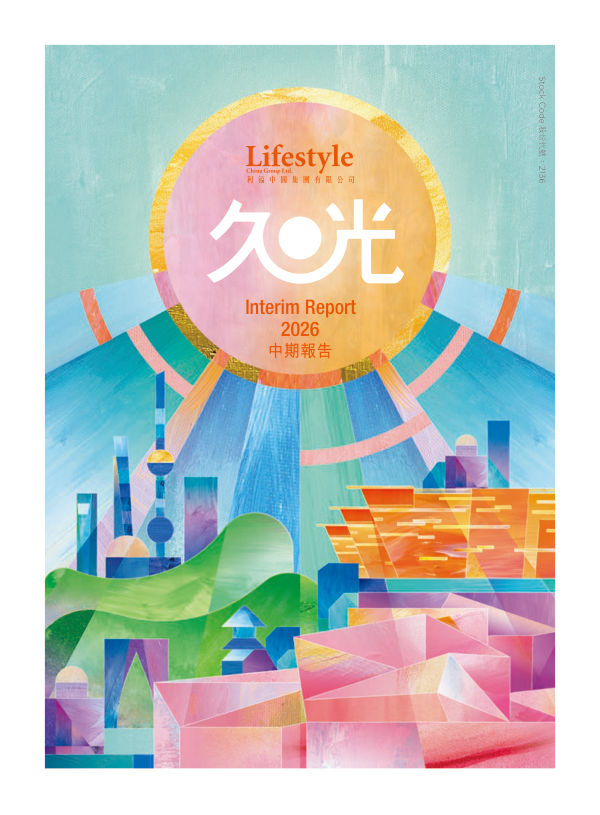 Stock Code 股份代號：2136
Lifestyle
China Group Ltd.
利福中國集團有限公司
久光
Interim Report
2026
中期報告